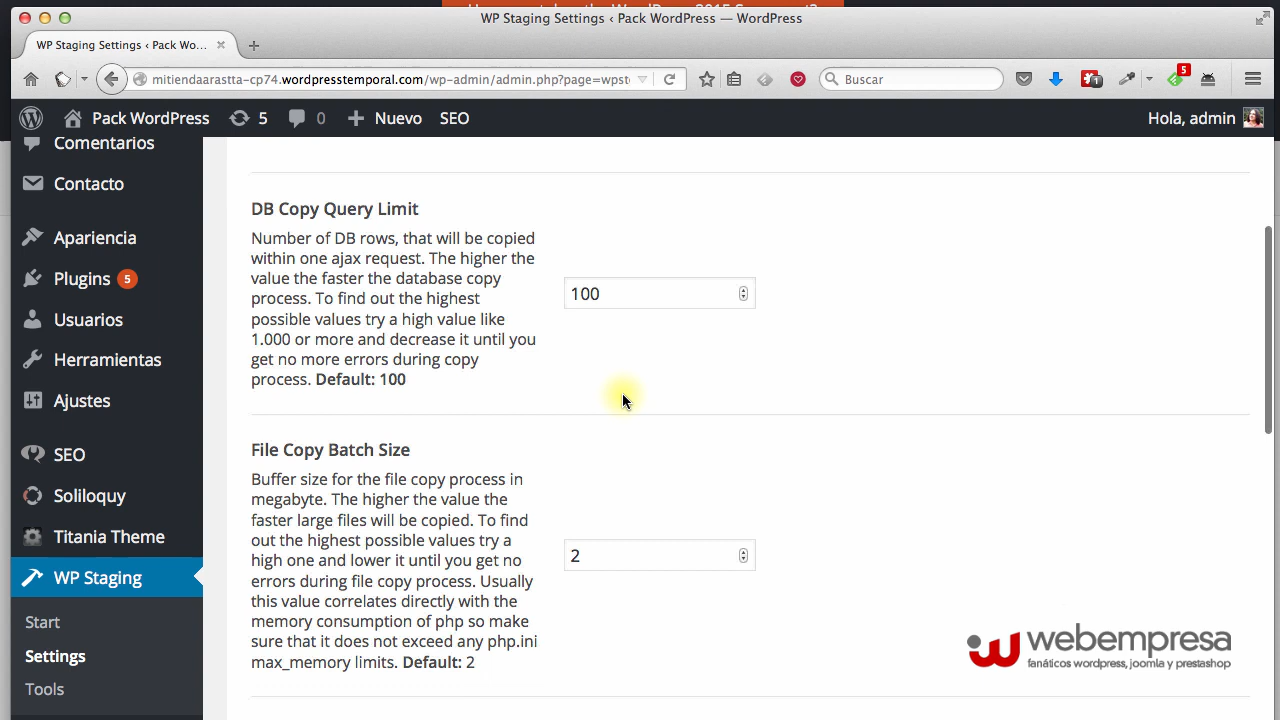 WP Staging Settings ‹ Pack WordPress — WordPress
WP Staging Settings ‹ Pack Wo...
mitiendaarastta-cp74.wordpresstemporal.com/wp-admin/admin.php?page=wpst
Buscar
1
5
Pack WordPress
5
0
Nuevo
SEO
Hola, admin
Comentarios
Contacto
Apariencia
Plugins 5
Usuarios
Herramientas
Ajustes
SEO
Soliloquy
Titania Theme
WP Staging
Start
Settings
Tools
DB Copy Query Limit
Number of DB rows, that will be copied
within one ajax request. The higher the
value the faster the database copy
process. To find out the highest
possible values try a high value like
1.000 or more and decrease it until you
get no more errors during copy
process. Default: 100
100
File Copy Batch Size
Buffer size for the file copy process in
megabyte. The higher the value the
faster large files will be copied. To find
out the highest possible values try a
high one and lower it until you get no
errors during file copy process. Usually
this value correlates directly with the
memory consumption of php so make
sure that it does not exceed any php.ini
max_memory limits. Default: 2
2
webempresa
fanáticos wordpress, joomla y prestashop